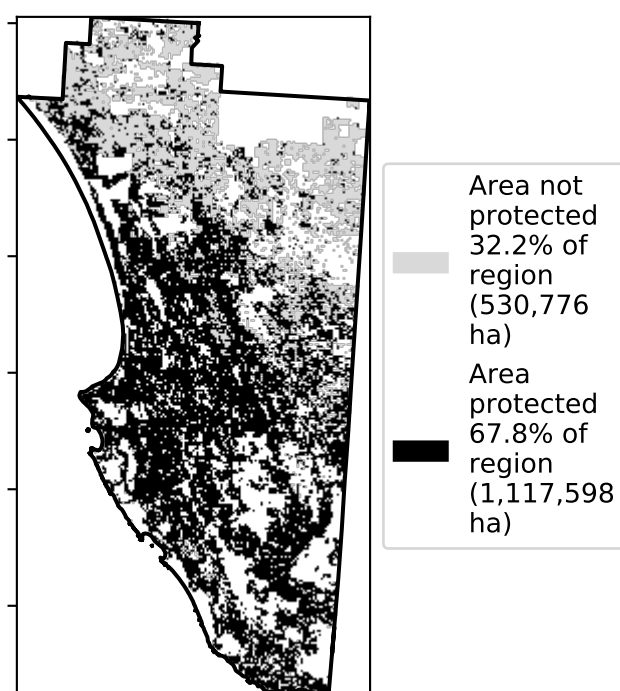 Area not
protected
32.2% of
region
(530,776
ha)
Area
protected
67.8% of
region
(1,117,598
ha)